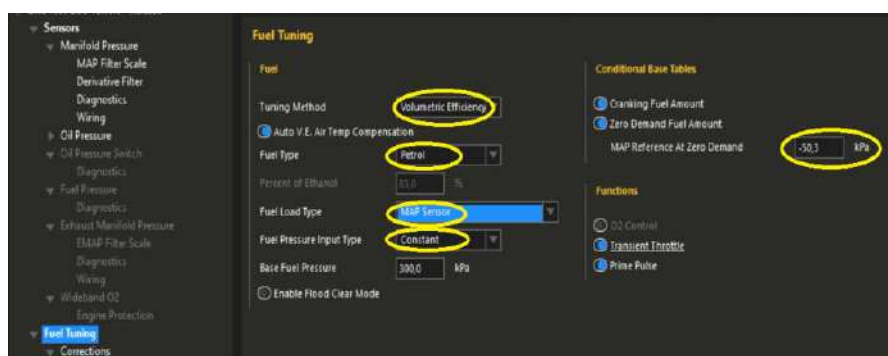 Sensors
Manifold Pressure
MAP Filter Scale
Derivative Filter
Diagnostics
Wiring
Oil Pressure
Oil Pressure Switch
Diagnostics
Fuel Pressure
Diagnostics
Exhaust Manifold Pressure
EMAP Filter Scale
Diagnostics
Wiring
Wideband O2
Engine Protection
Fuel Tuning
Corrections
Fuel Tuning
Fuel
Tuning Method Volumetric Efficiency
Auto V.E. Air Temp Compensation
Fuel Type Petrol
Percent of Ethanol 85,0 %
Fuel Load Type MAP Sensor
Fuel Pressure Input Type Constant
Base Fuel Pressure 300,0 kPa
Enable Flood Clear Mode
Conditional Base Tables
Cranking Fuel Amount
Zero Demand Fuel Amount
MAP Reference At Zero Demand -50,3 kPa
Functions
O2 Control
Transient Throttle
Prime Pulse